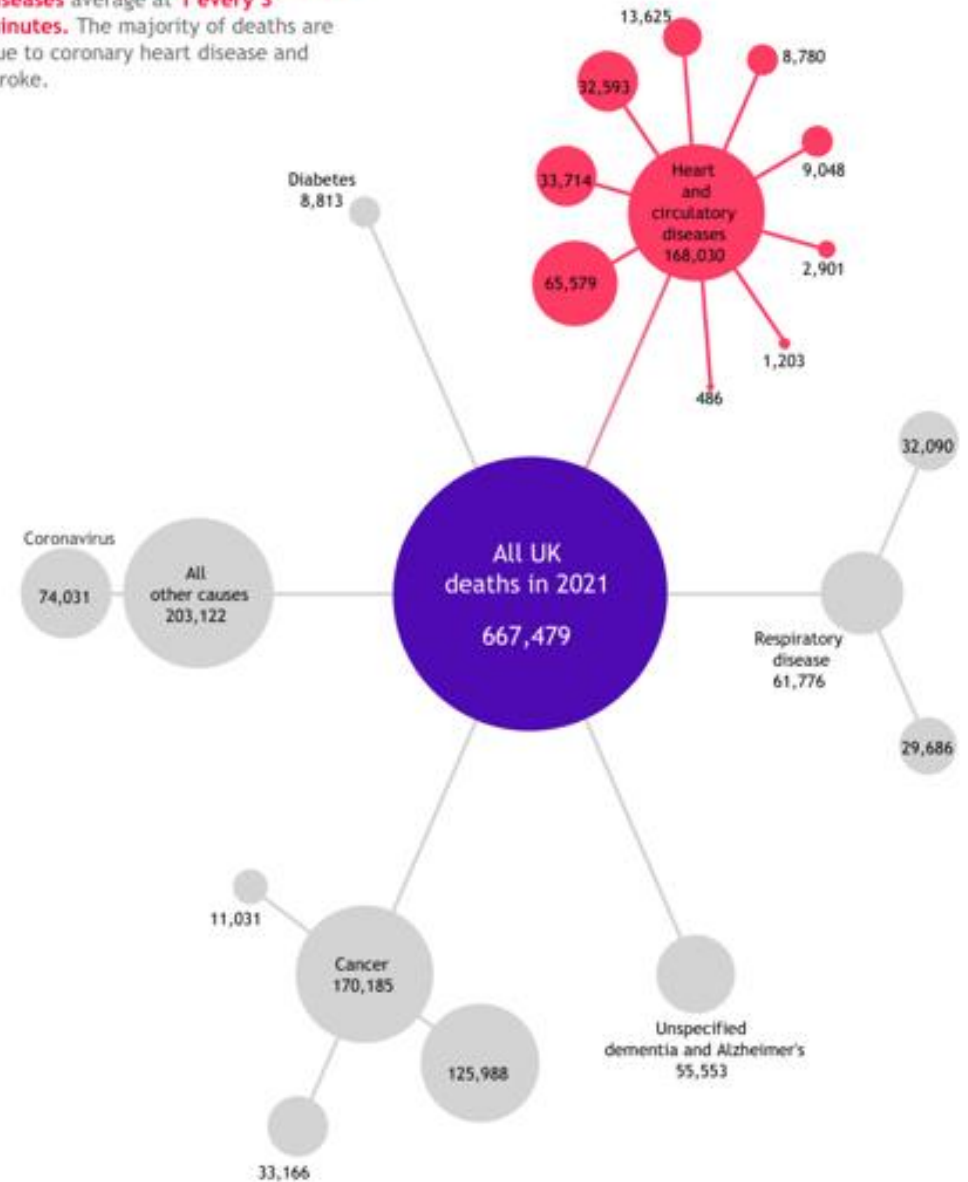 average at 1 every 3
The majority of deaths are
to coronary heart disease and
13,625
8,780
32,593
9,048
33,714
Heart
and
circulatory
diseases
168,030
2,901
65,579
1,203
486
Diabetes
8,813
32,090
Coronavirus
74,031
All
other causes
203,122
All UK
deaths in 2021
667,479
Respiratory
disease
61,776
29,686
11,031
Cancer
170,185
125,988
33,166
Unspecified
dementia and Alzheimer's
55,553